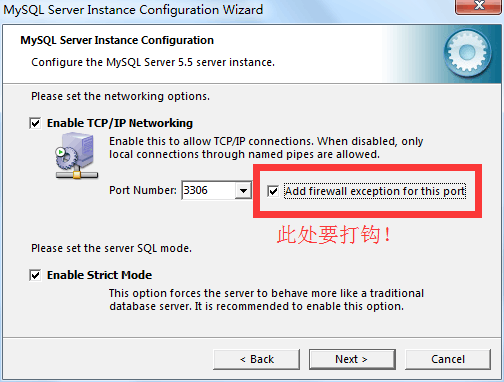 MySQL Server Instance Configuration Wizard
MySQL Server Instance Configuration
Configure the MySQL Server 5.5 server instance.
Please set the networking options.
Enable TCP/IP Networking
Enable this to allow TCP/IP connections. When disabled, only
local connections through named pipes are allowed.
Port Number: 3306 Add firewall exception for this port
此处要打钩！
Please set the server SQL mode.
Enable Strict Mode
This option forces the server to behave more like a traditional
database server. It is recommended to enable this option.
< Back Next > Cancel